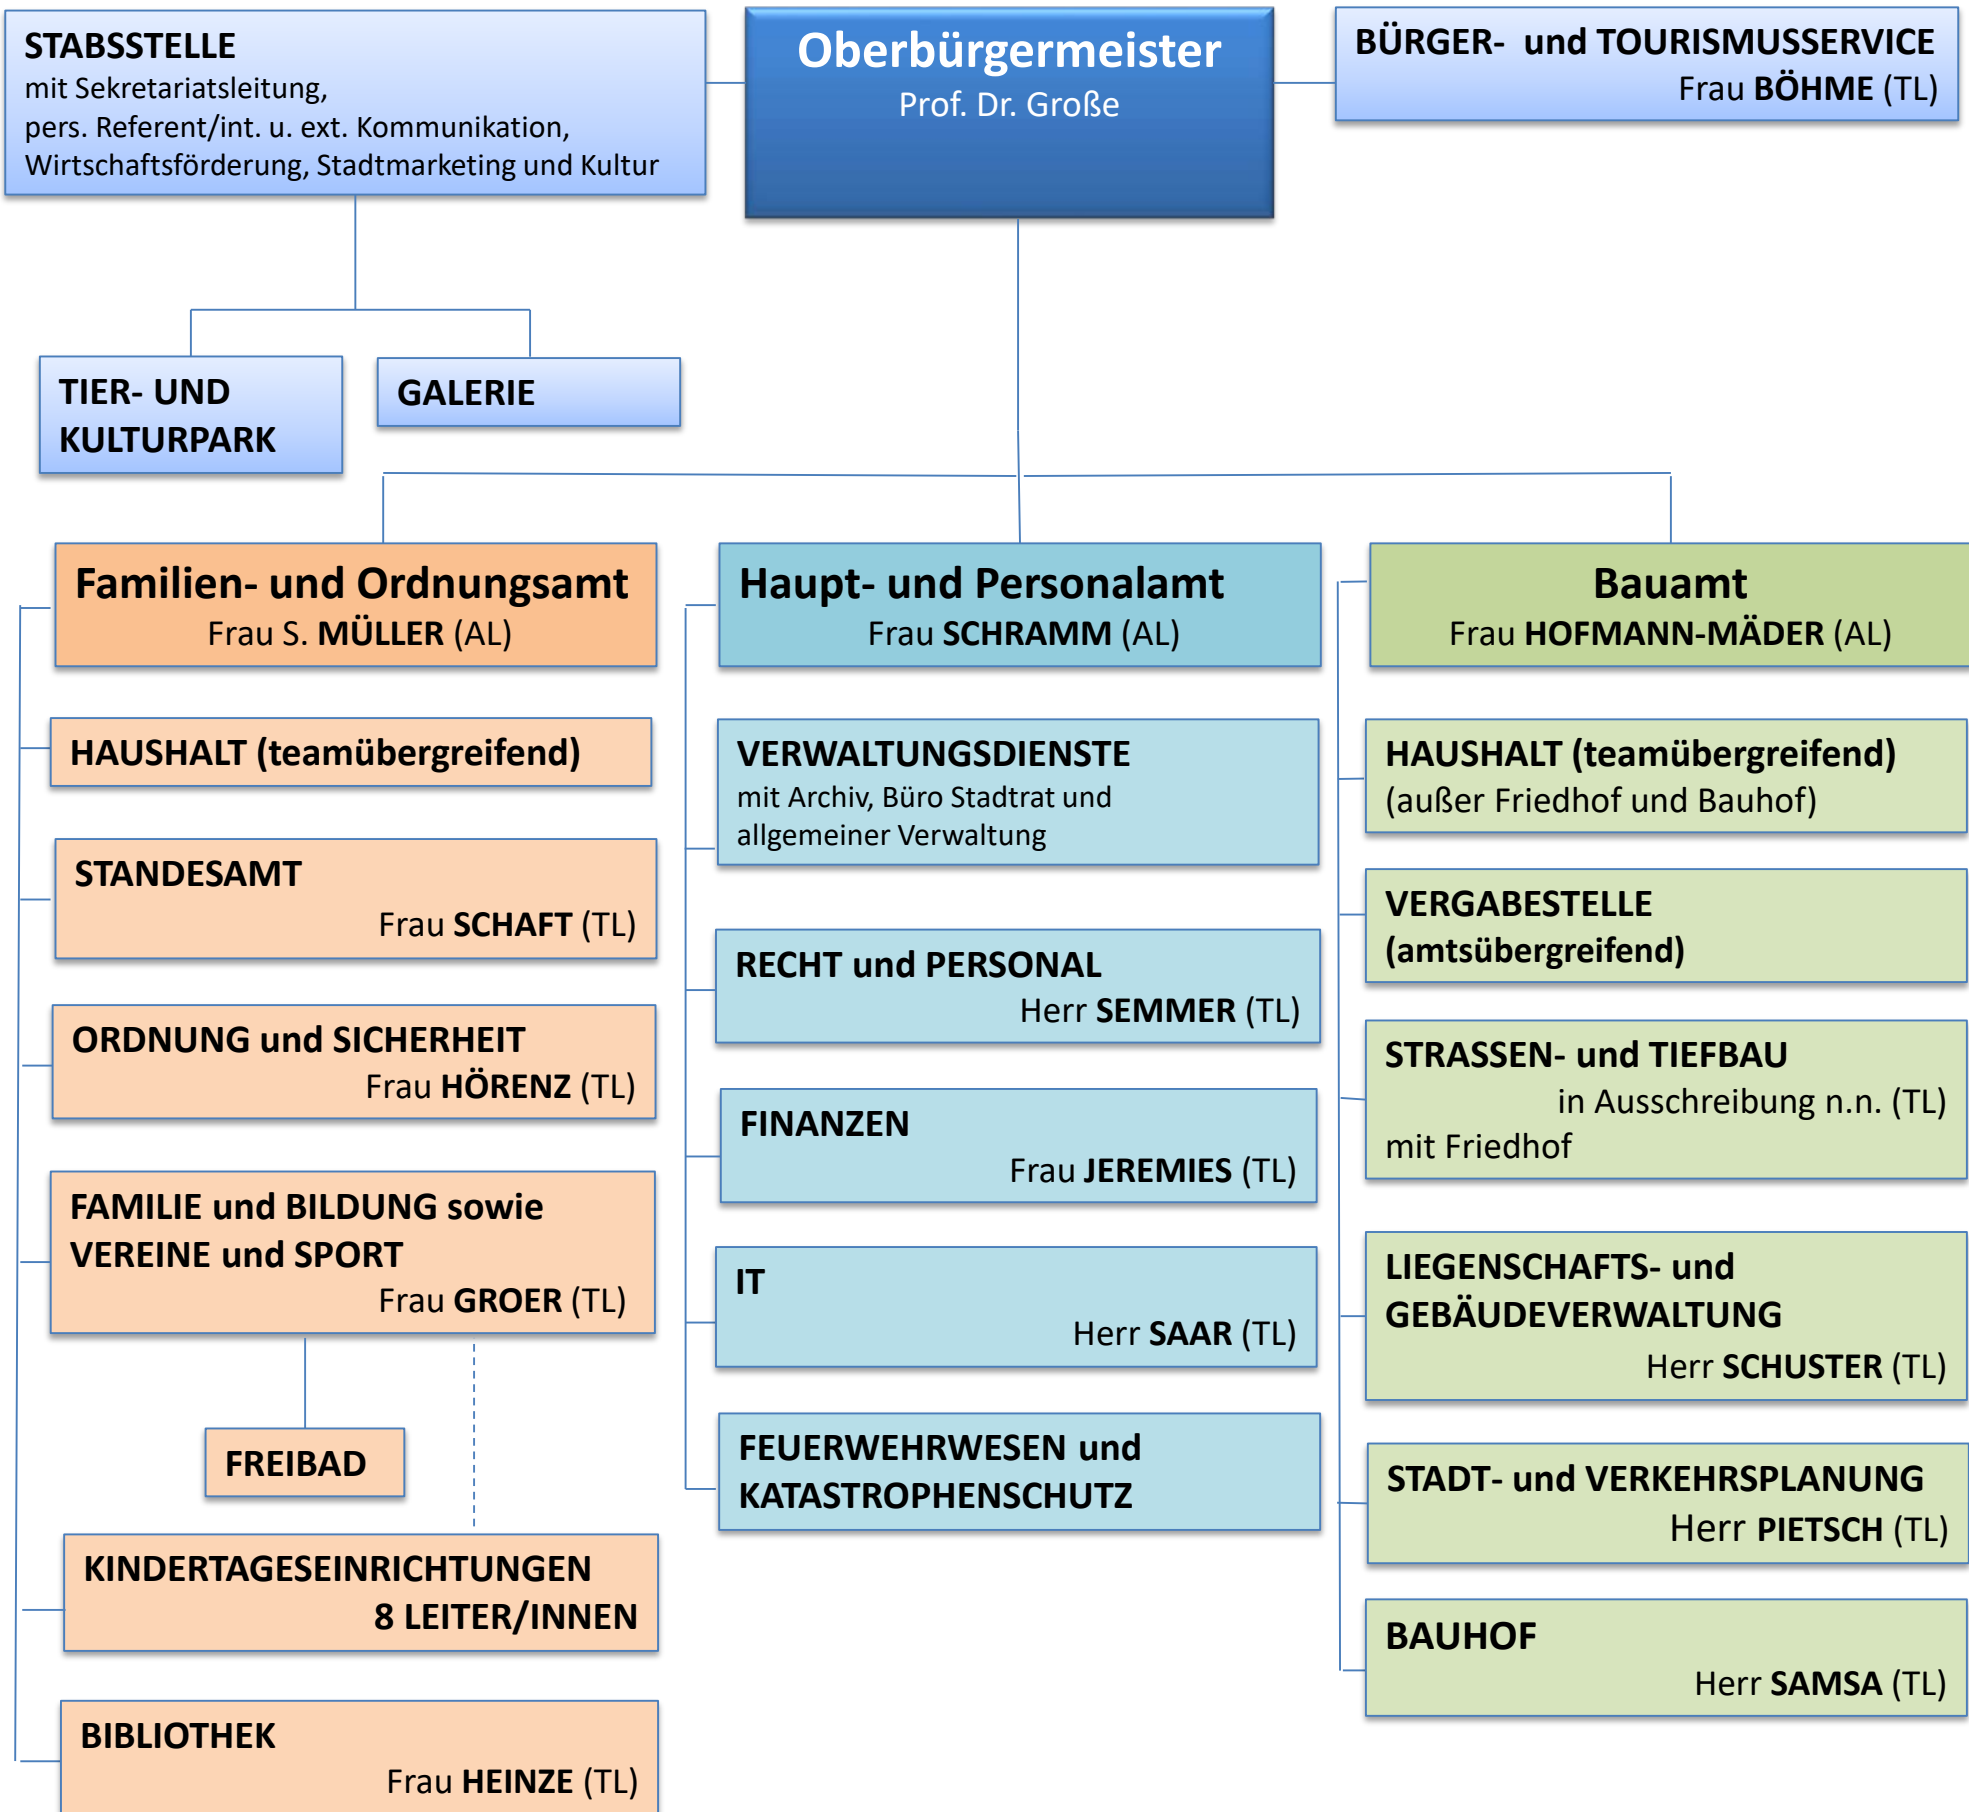 STABSSTELLE
mit Sekretariatsleitung,
pers. Referent/int. u. ext. Kommunikation,
Wirtschaftsförderung, Stadtmarketing und Kultur
Oberbürgermeister
Prof. Dr. Große
BÜRGER- und TOURISMUSSERVICE
Frau BÖHME (TL)
TIER- UND
KULTURPARK
GALERIE
Familien- und Ordnungsamt
Frau S. MÜLLER (AL)
HAUSHALT (teamübergreifend)
STANDESAMT
Frau SCHAFT (TL)
ORDNUNG und SICHERHEIT
Frau HÖRENZ (TL)
FAMILIE und BILDUNG sowie
VEREINE und SPORT
Frau GROER (TL)
FREIBAD
KINDERTAGESEINRICHTUNGEN
8 LEITER/INNEN
BIBLIOTHEK
Frau HEINZE (TL)
Haupt- und Personalamt
Frau SCHRAMM (AL)
VERWALTUNGSDIENSTE
mit Archiv, Büro Stadtrat und
allgemeiner Verwaltung
RECHT und PERSONAL
Herr SEMMER (TL)
FINANZEN
Frau JEREMIES (TL)
IT
Herr SAAR (TL)
FEUERWEHRWESEN und
KATASTROPHENSCHUTZ
Bauamt
Frau HOFMANN-MÄDER (AL)
HAUSHALT (teamübergreifend)
(außer Friedhof und Bauhof)
VERGABESTELLE
(amtsübergreifend)
STRASSEN- und TIEFBAU
in Ausschreibung n.n. (TL)
mit Friedhof
LIEGENSCHAFTS- und
GEBÄUDEVERWALTUNG
Herr SCHUSTER (TL)
STADT- und VERKEHRSPLANUNG
Herr PIETSCH (TL)
BAUHOF
Herr SAMSA (TL)